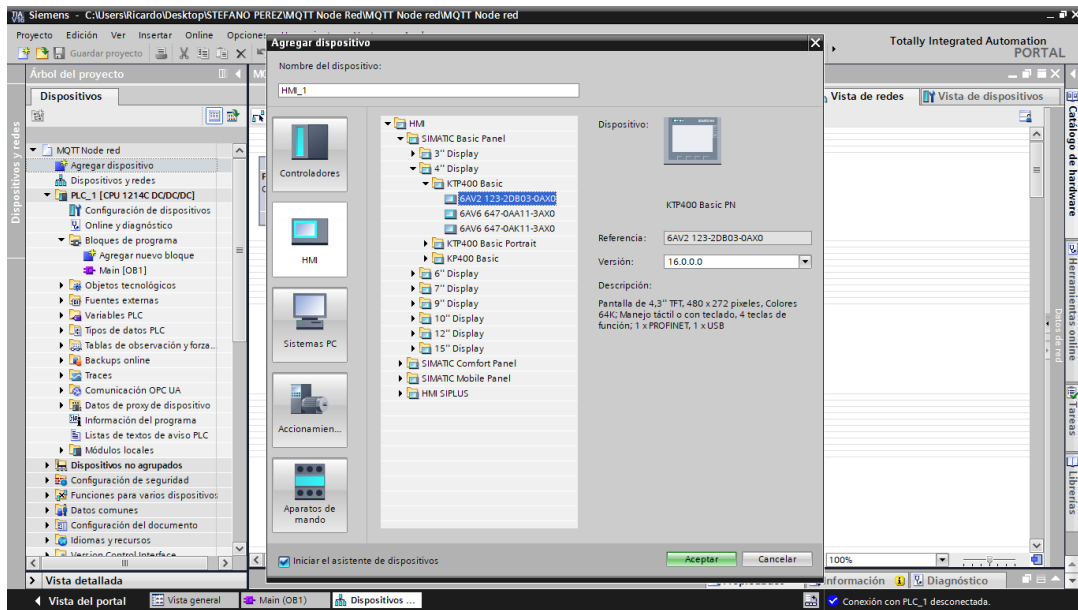 Siemens - C:\Users\Ricardo\Desktop\STEFANO PEREZ\MQTT Node Red\MQTT Node red\MQTT Node red
Proyecto Edición Ver Insertar Online
Guardar proyecto
Totally Integrated Automation
PORTAL
Árbol del proyecto
Dispositivos
Dispositivos y redes
MQTT Node red
Agregar dispositivo
Dispositivos y redes
PLC_1 [CPU 1214C DC/DC/DC]
Configuración de dispositivos
Online y diagnóstico
Bloques de programa
Agregar nuevo bloque
Main [OB1]
Objetos tecnológicos
Fuentes externas
Variables PLC
Tipos de datos PLC
Tablas de observación y forza...
Backups online
Traces
Comunicación OPC UA
Datos de proxy de dispositivo
Información del programa
Listas de textos de aviso PLC
Módulos locales
Dispositivos no agrupados
Configuración de seguridad
Funciones para varios dispositivos
Datos comunes
Configuración del documento
Idiomas y recursos
Version Control Interface
Vista detallada
Agregar dispositivo
Nombre del dispositivo:
HMI_1
Controladores
HMI
Sistemas PC
Accionamien...
Aparatos de mando
HMI
SIMATIC Basic Panel
3" Display
4" Display
KTP400 Basic
6AV2 123-2DB03-0AX0
6AV6 647-0AA11-3AX0
6AV6 647-0AK11-3AX0
KTP400 Basic Portrait
KP400 Basic
6" Display
7" Display
9" Display
10" Display
12" Display
15" Display
SIMATIC Comfort Panel
SIMATIC Mobile Panel
HMI SIPLUS
Dispositivo:
KTP400 Basic PN
Referencia: 6AV2 123-2DB03-0AX0
Versión: 16.0.0.0
Descripción:
Pantalla de 4,3" TFT, 480 x 272 píxeles, Colores
64K; Manejo táctil o con teclado, 4 teclas de
función; 1 x PROFINET, 1 x USB
Iniciar el asistente de dispositivos
Aceptar
Cancelar
Vista de redes
Vista de dispositivos
Datos de red
100%
Información
Diagnóstico
Catálogo de hardware
Herramientas online
Tareas
Librerías
Vista del portal
Vista general
Main (OB1)
Dispositivos ...
Conexión con PLC_1 desconectada.